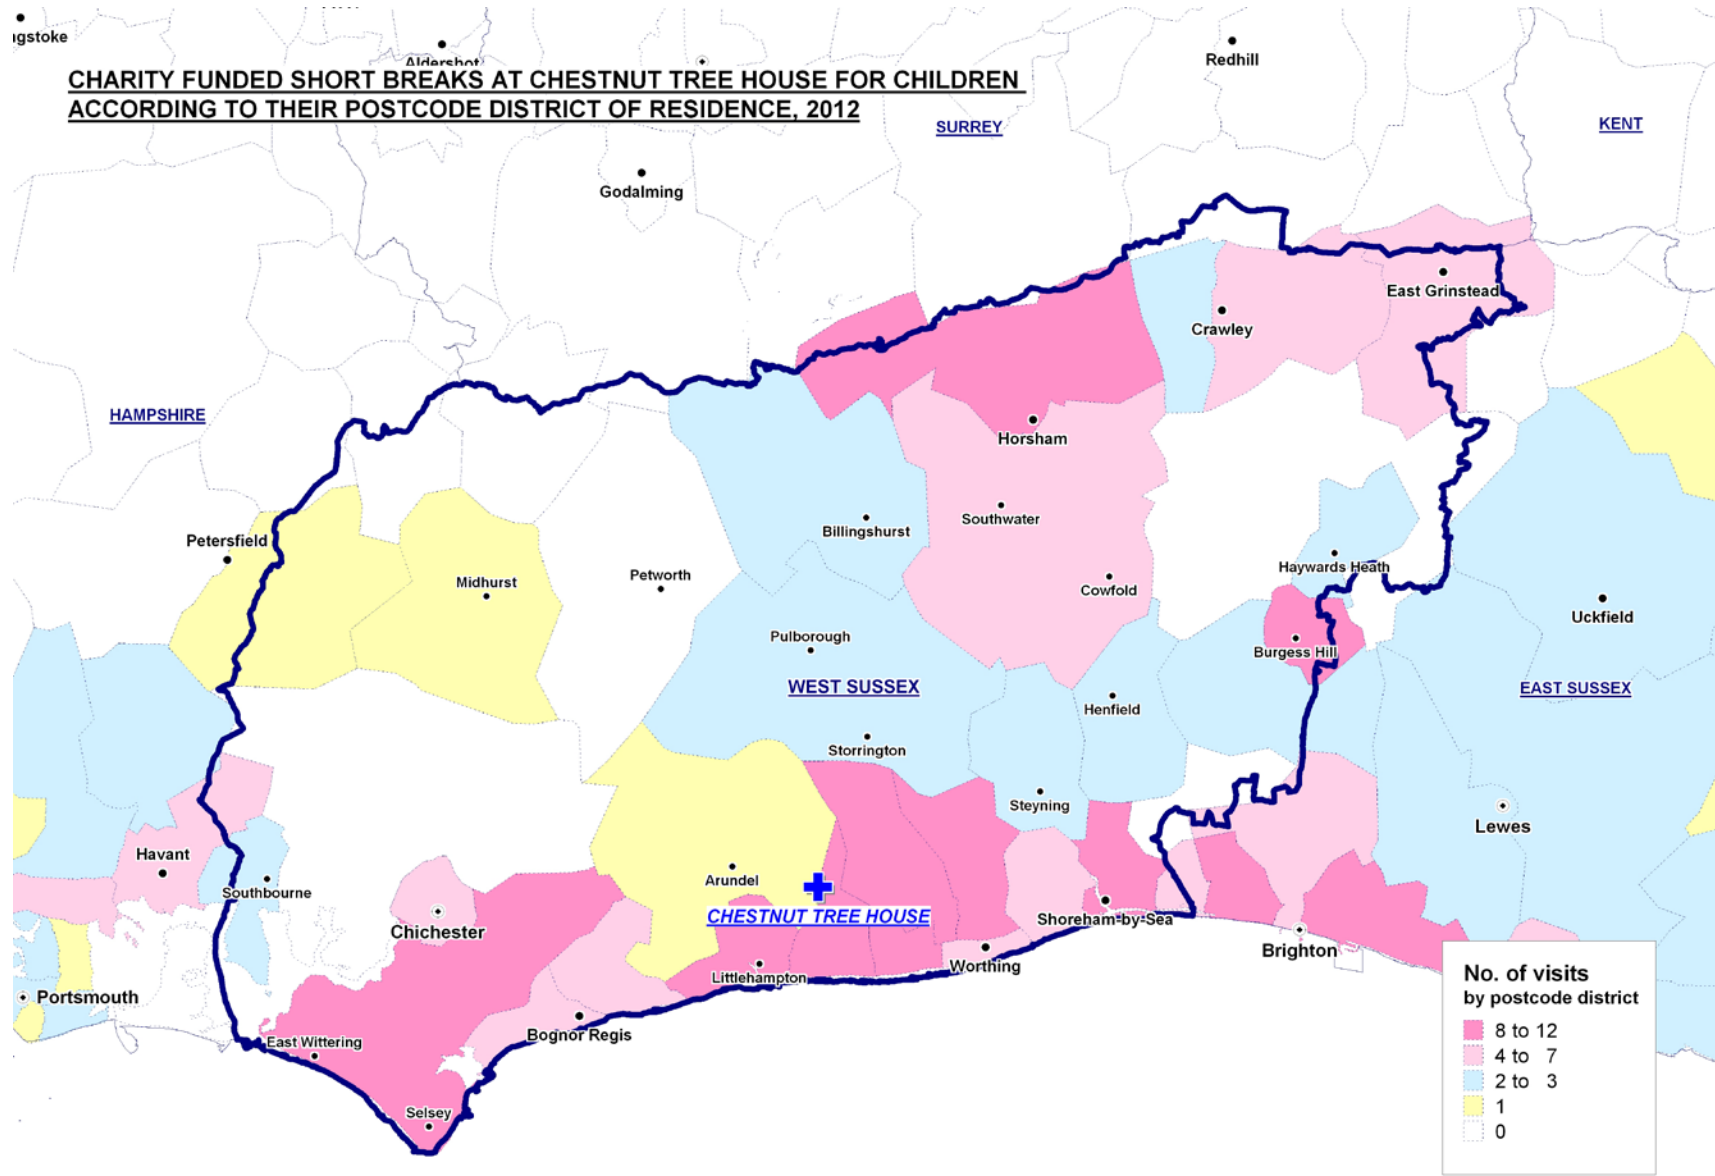 ngstoke
Aldershot
Redhill
CHARITY FUNDED SHORT BREAKS AT CHESTNUT TREE HOUSE FOR CHILDREN
ACCORDING TO THEIR POSTCODE DISTRICT OF RESIDENCE, 2012
SURREY
KENT
Godalming
East Grinstead
Crawley
HAMPSHIRE
Horsham
Southwater
Billingshurst
Petersfield
Haywards Heath
Petworth
Midhurst
Cowfold
Uckfield
Pulborough
Burgess Hill
WEST SUSSEX
EAST SUSSEX
Henfield
Storrington
Steyning
Lewes
Havant
Arundel
Southbourne
CHESTNUT TREE HOUSE
Shoreham-by-Sea
Chichester
Brighton
Worthing
Littlehampton
Portsmouth
Bognor Regis
East Wittering
Selsey
No. of visits
by postcode district
8 to 12
4 to 7
2 to 3
1
0